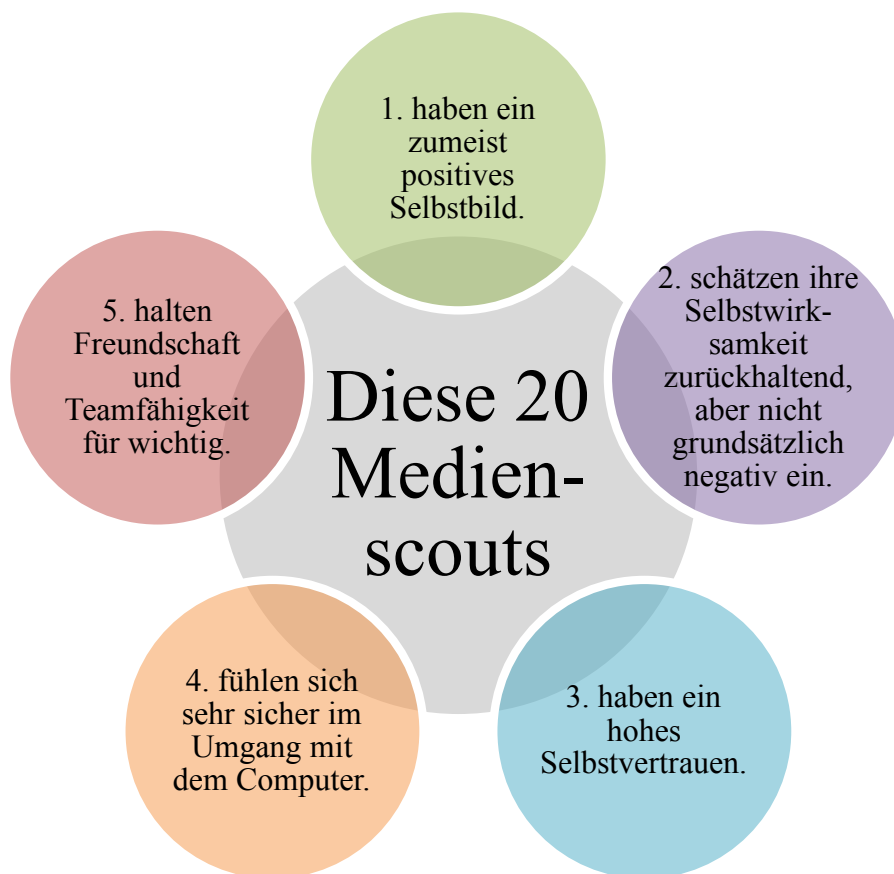 1. haben ein
zumeist
positives
Selbstbild.
2. schätzen ihre
Selbstwirk-
samkeit
zurückhaltend,
aber nicht
grundsätzlich
negativ ein.
3. haben ein
hohes
Selbstvertrauen.
4. fühlen sich
sehr sicher im
Umgang mit
dem Computer.
5. halten
Freundschaft
und
Teamfähigkeit
für wichtig.
Diese 20
Medien-
scouts